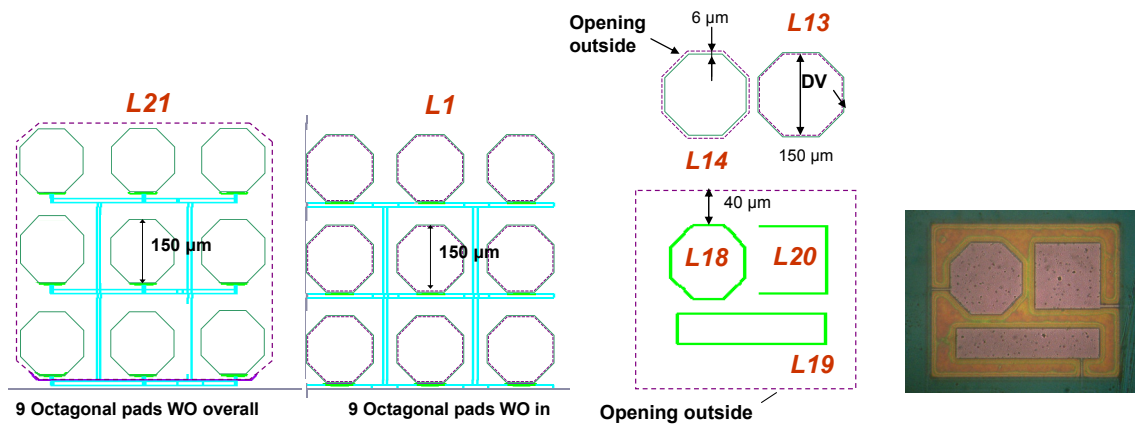 L21
150 µm
9 Octagonal pads WO overall
L1
150 µm
9 Octagonal pads WO in
Opening
outside
6 µm
L13
DV
150 µm
L14
40 µm
L18
L20
L19
Opening outside